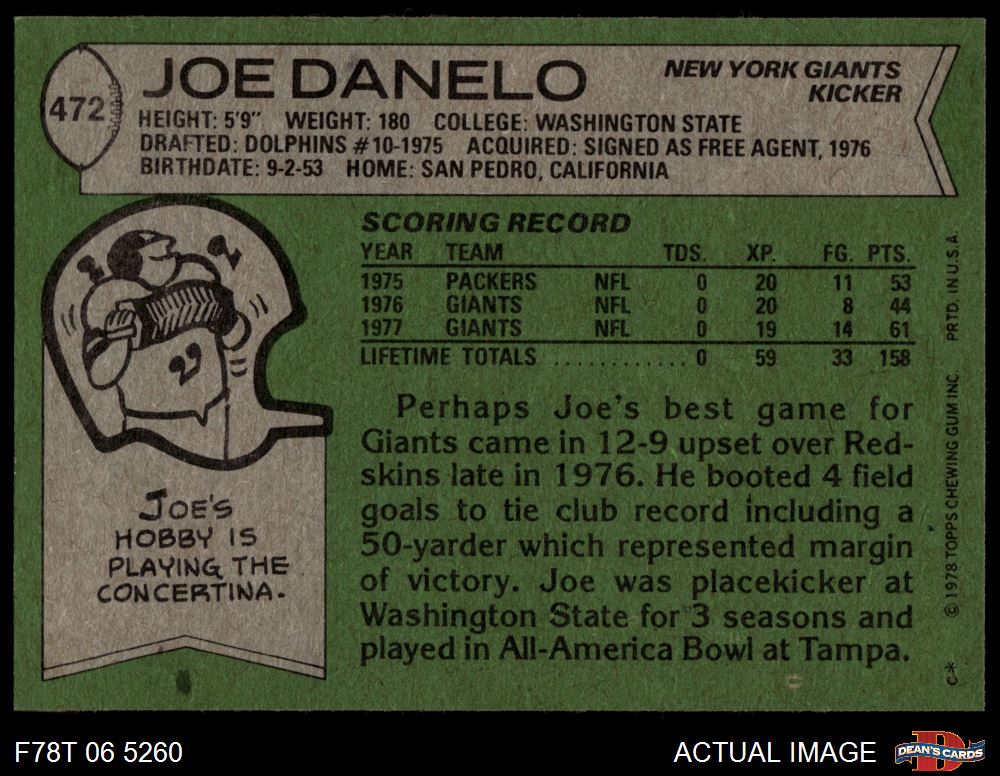 472
JOE DANELO
NEW YORK GIANTS
KICKER
HEIGHT: 5'9" WEIGHT: 180 COLLEGE: WASHINGTON STATE
DRAFTED: DOLPHINS #10-1975 ACQUIRED: SIGNED AS FREE AGENT, 1976
BIRTHDATE: 9-2-53 HOME: SAN PEDRO, CALIFORNIA
SCORING RECORD
YEAR TEAM TDS. XP. FG. PTS.
1975 PACKERS NFL 0 20 11 53
1976 GIANTS NFL 0 20 8 44
1977 GIANTS NFL 0 19 14 61
LIFETIME TOTALS ............ 0 59 33 158
Perhaps Joe's best game for
Giants came in 12-9 upset over Red-
skins late in 1976. He booted 4 field
goals to tie club record including a
50-yarder which represented margin
of victory. Joe was placekicker at
Washington State for 3 seasons and
played in All-America Bowl at Tampa.
JOE'S
HOBBY IS
PLAYING THE
CONCERTINA.
© 1978 TOPPS CHEWING GUM INC. PRTD. IN U.S.A.
C*
F78T 06 5260
ACTUAL IMAGE
DEAN'S CARDS